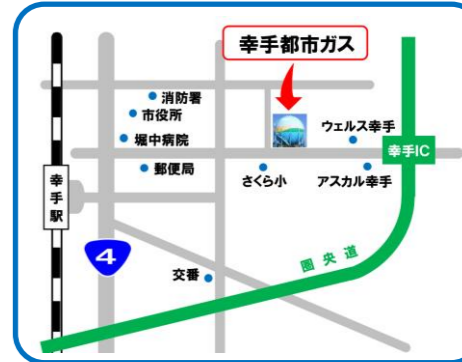 幸手都市ガス
消防署
市役所
堀中病院
郵便局
ウェルス幸手
幸手IC
さくら小
アスカル幸手
幸手駅
4
交番
圏央道